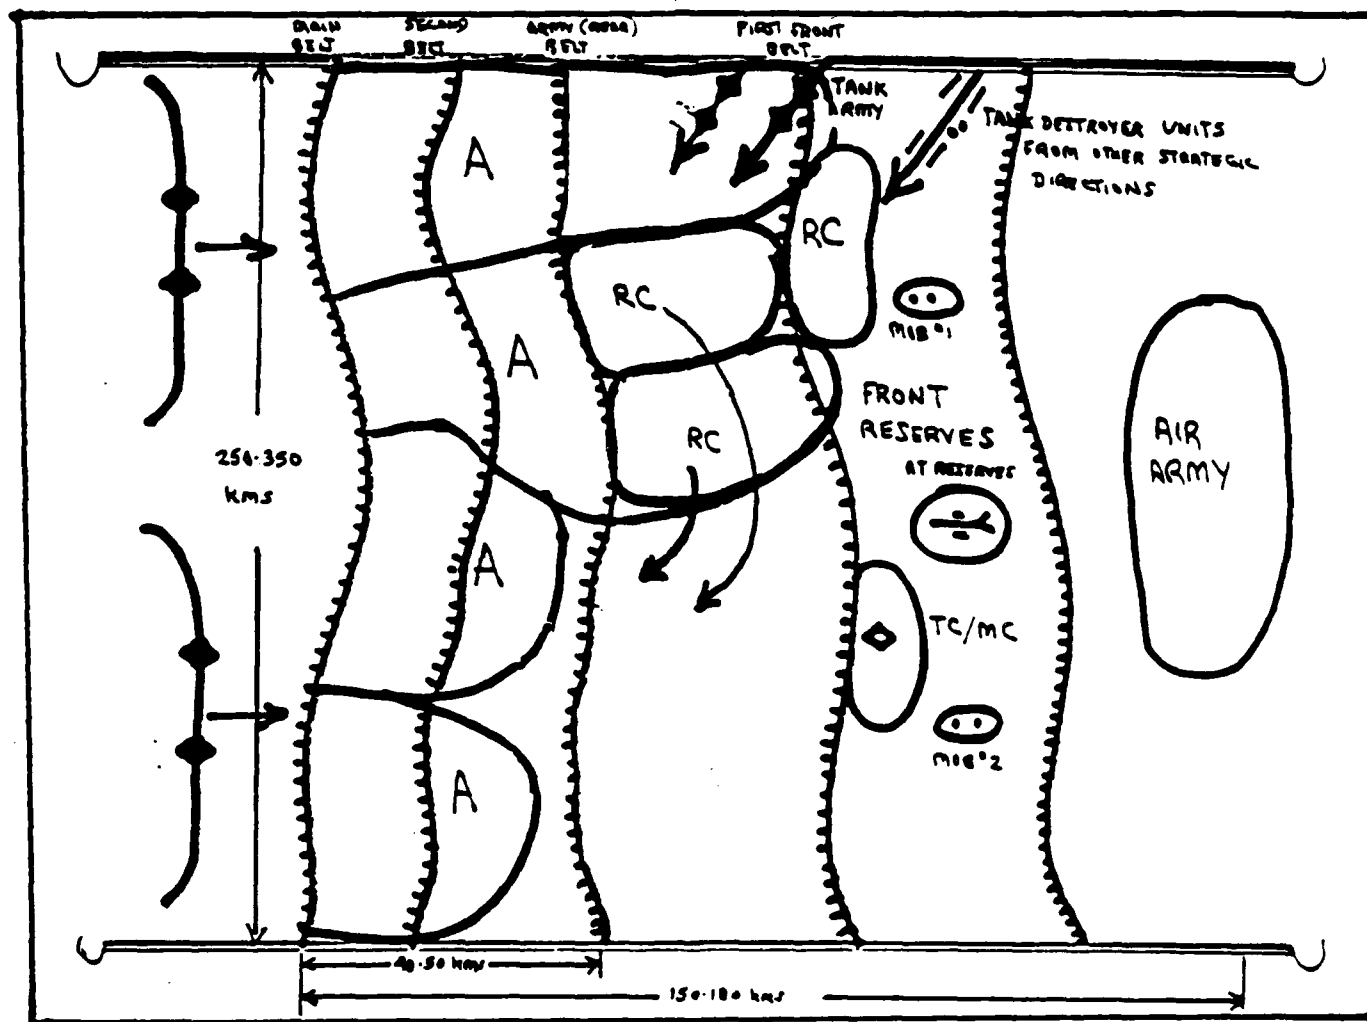 MAIN
BELT
SECOND
BELT
ARMY (REAR)
BELT
FIRST FRONT
BELT
TANK
ARMY
TANK DESTROYER UNITS
FROM OTHER STRATEGIC
DIRECTIONS
A
RC
RC
MIB #1
A
FRONT
RESERVES
AT RESERVES
RC
AIR
ARMY
250-350
kms
A
TC/MC
MIB #2
A
40-50 kms
150-180 kms